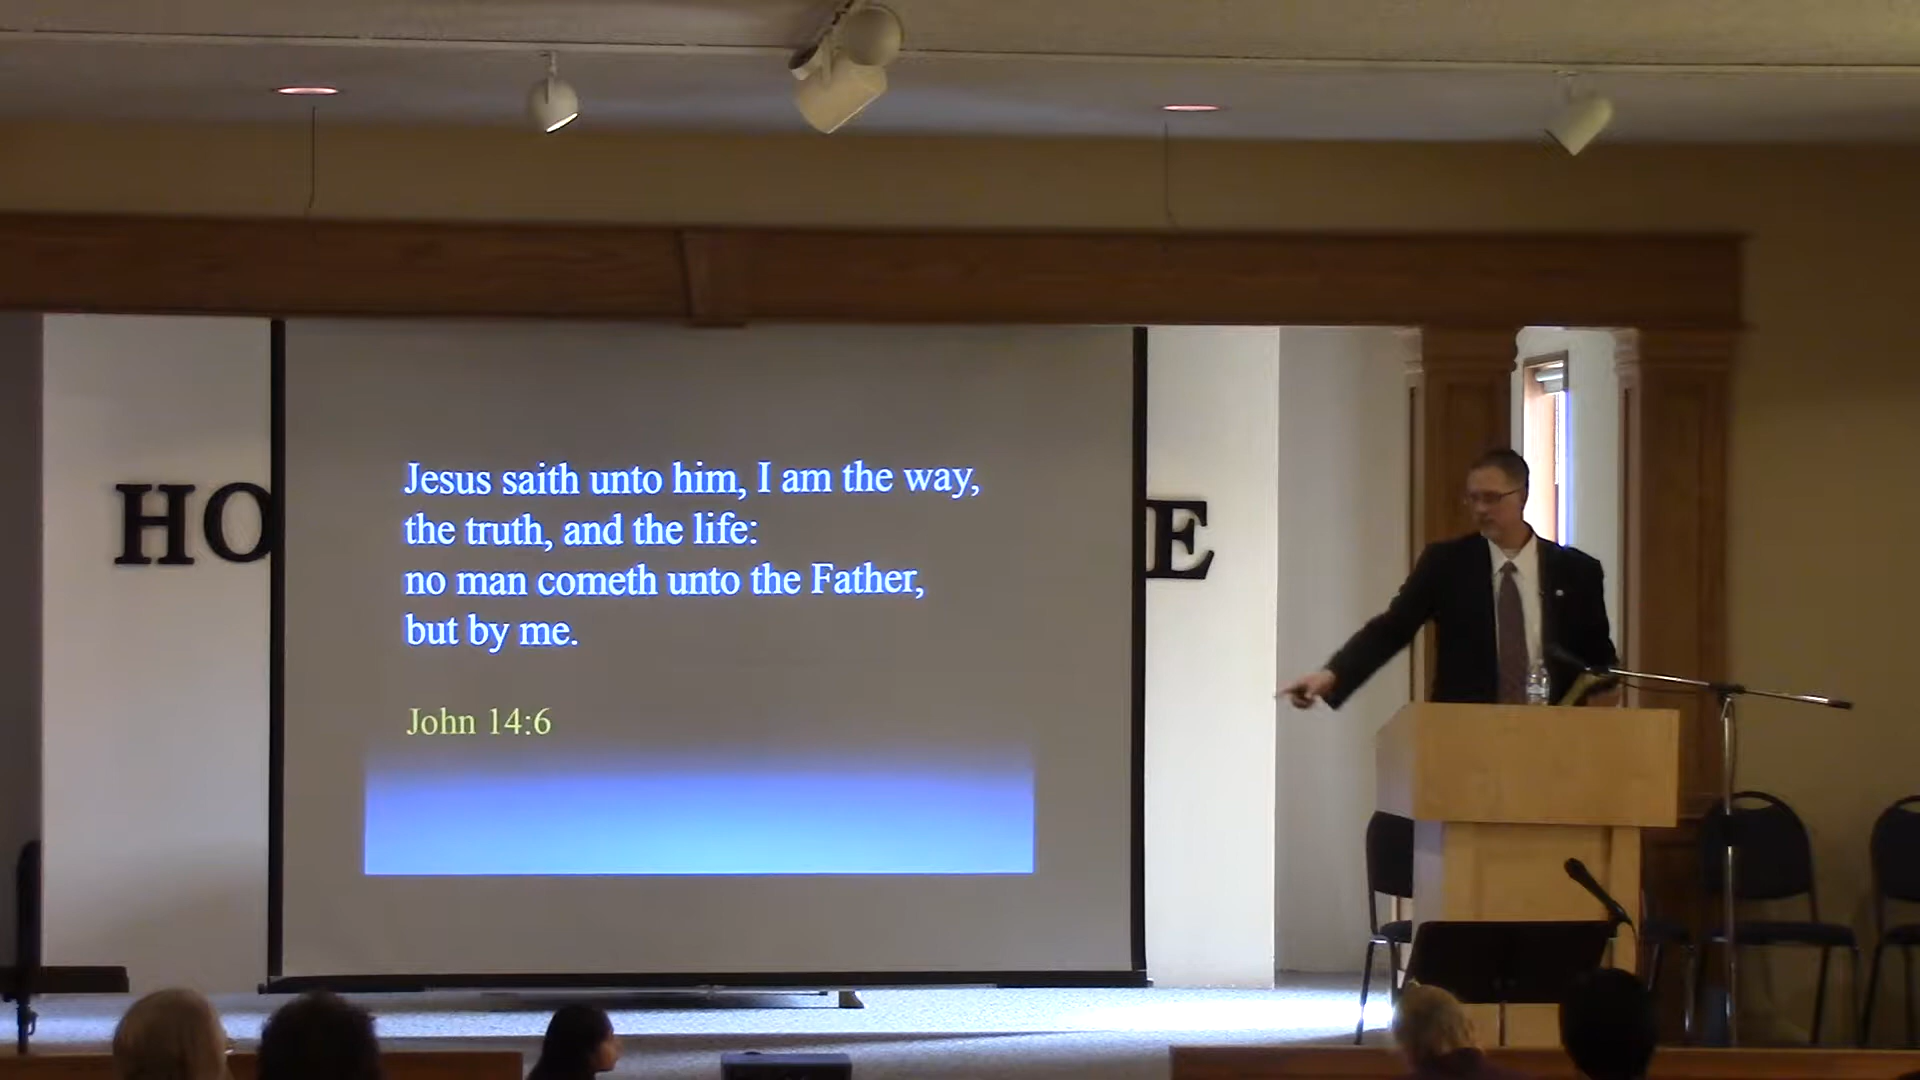 HO
E
Jesus saith unto him, I am the way,
the truth, and the life:
no man cometh unto the Father,
but by me.
John 14:6